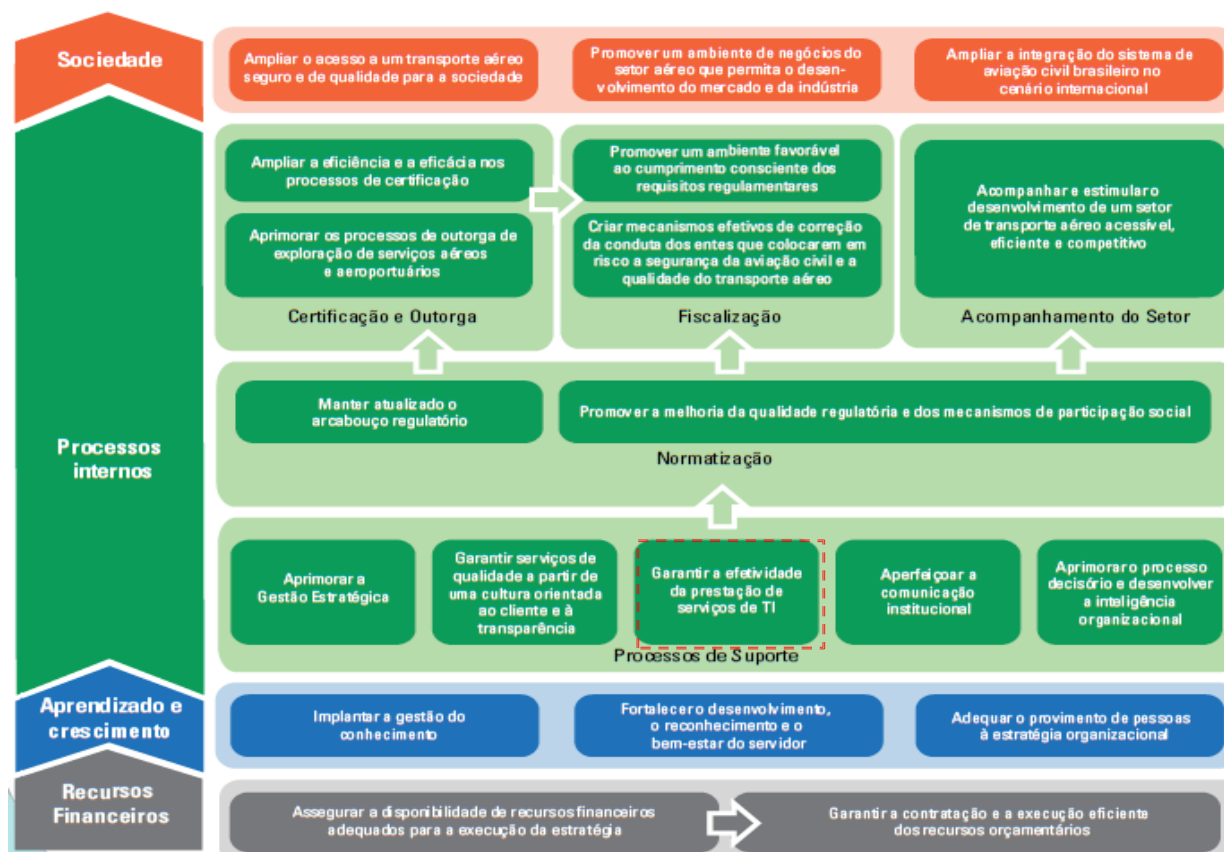 Sociedade
Ampliar o acesso a um transporte aéreo
seguro e de qualidade para a sociedade
Promover um ambiente de negócios do
setor aéreo que permita o desen-
volvimento do mercado e da indústria
Ampliar a integração do sistema de
aviação civil brasileiro no
cenário internacional
Processos
internos
Ampliar a eficiência e a eficácia nos
processos de certificação
Aprimorar os processos de outorga de
exploração de serviços aéreos
e aeroportuários
Certificação e Outorga
Promover um ambiente favorável
ao cumprimento consciente dos
requisitos regulamentares
Criar mecanismos efetivos de correção
da conduta dos entes que colocarem em
risco a segurança da aviação civil e a
qualidade do transporte aéreo
Fiscalização
Acompanhar e estimular o
desenvolvimento de um setor
de transporte aéreo acessível,
eficiente e competitivo
Acompanhamento do Setor
Manter atualizado o
arcabouço regulatório
Promover a melhoria da qualidade regulatória e dos mecanismos de participação social
Normatização
Aprimorar a
Gestão Estratégica
Garantir serviços de
qualidade a partir de
uma cultura orientada
ao cliente e à
transparência
Garantir a efetividade
da prestação de
serviços de TI
Aperfeiçoar a
comunicação
institucional
Aprimorar o processo
decisório e desenvolver
a inteligência
organizacional
Processos de Suporte
Aprendizado e
crescimento
Implantar a gestão do
conhecimento
Fortalecer o desenvolvimento,
o reconhecimento e o
bem-estar do servidor
Adequar o provimento de pessoas
à estratégia organizacional
Recursos
Financeiros
Assegurar a disponibilidade de recursos financeiros
adequados para a execução da estratégia
Garantir a contratação e a execução eficiente
dos recursos orçamentários